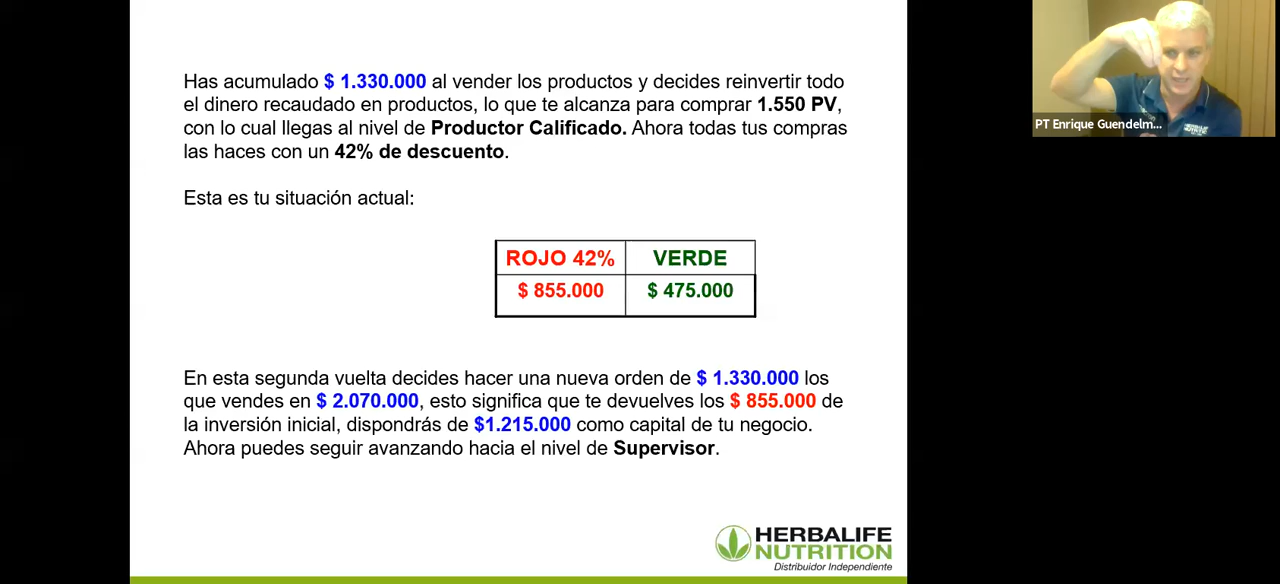 Has acumulado $ 1.330.000 al vender los productos y decides reinvertir todo
el dinero recaudado en productos, lo que te alcanza para comprar 1.550 PV,
con lo cual llegas al nivel de Productor Calificado. Ahora todas tus compras
las haces con un 42% de descuento.
Esta es tu situación actual:
ROJO 42% VERDE
$ 855.000 $ 475.000
En esta segunda vuelta decides hacer una nueva orden de $ 1.330.000 los
que vendes en $ 2.070.000, esto significa que te devuelves los $ 855.000 de
la inversión inicial, dispondrás de $1.215.000 como capital de tu negocio.
Ahora puedes seguir avanzando hacia el nivel de Supervisor.
HERBALIFE
NUTRITION
Distribuidor Independiente
PT Enrique Guendelm...